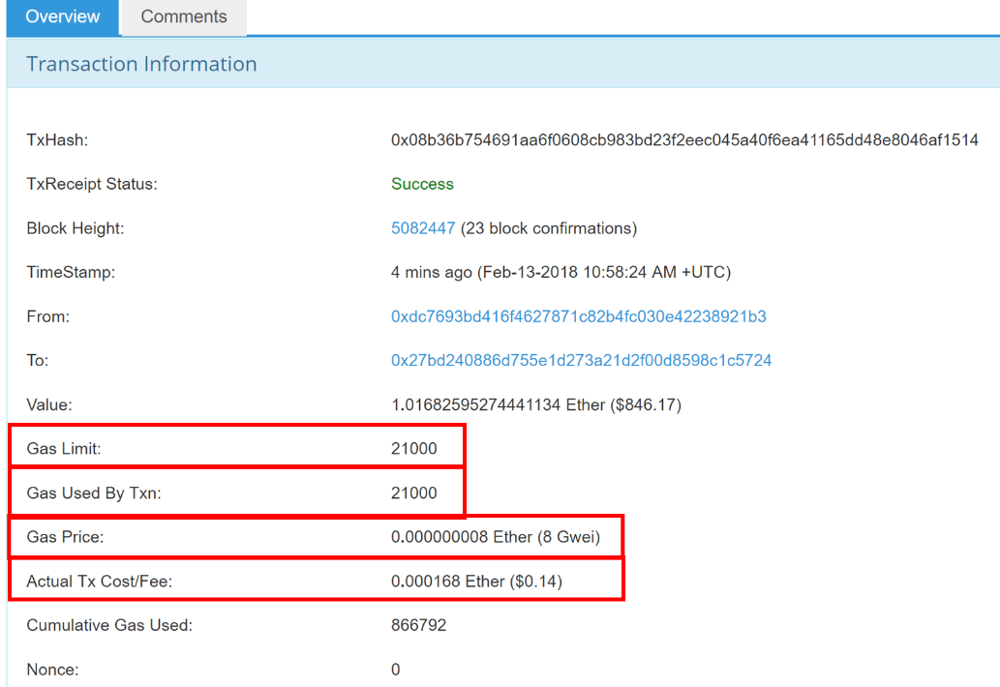 Overview Comments
Transaction Information
TxHash: 0x08b36b754691aa6f0608cb983bd23f2eec045a40f6ea41165dd48e8046af1514
TxReceipt Status: Success
Block Height: 5082447 (23 block confirmations)
TimeStamp: 4 mins ago (Feb-13-2018 10:58:24 AM +UTC)
From: 0xdc7693bd416f4627871c82b4fc030e42238921b3
To: 0x27bd240886d755e1d273a21d2f00d8598c1c5724
Value: 1.01682595274441134 Ether ($846.17)
Gas Limit: 21000
Gas Used By Txn: 21000
Gas Price: 0.000000008 Ether (8 Gwei)
Actual Tx Cost/Fee: 0.000168 Ether ($0.14)
Cumulative Gas Used: 866792
Nonce: 0